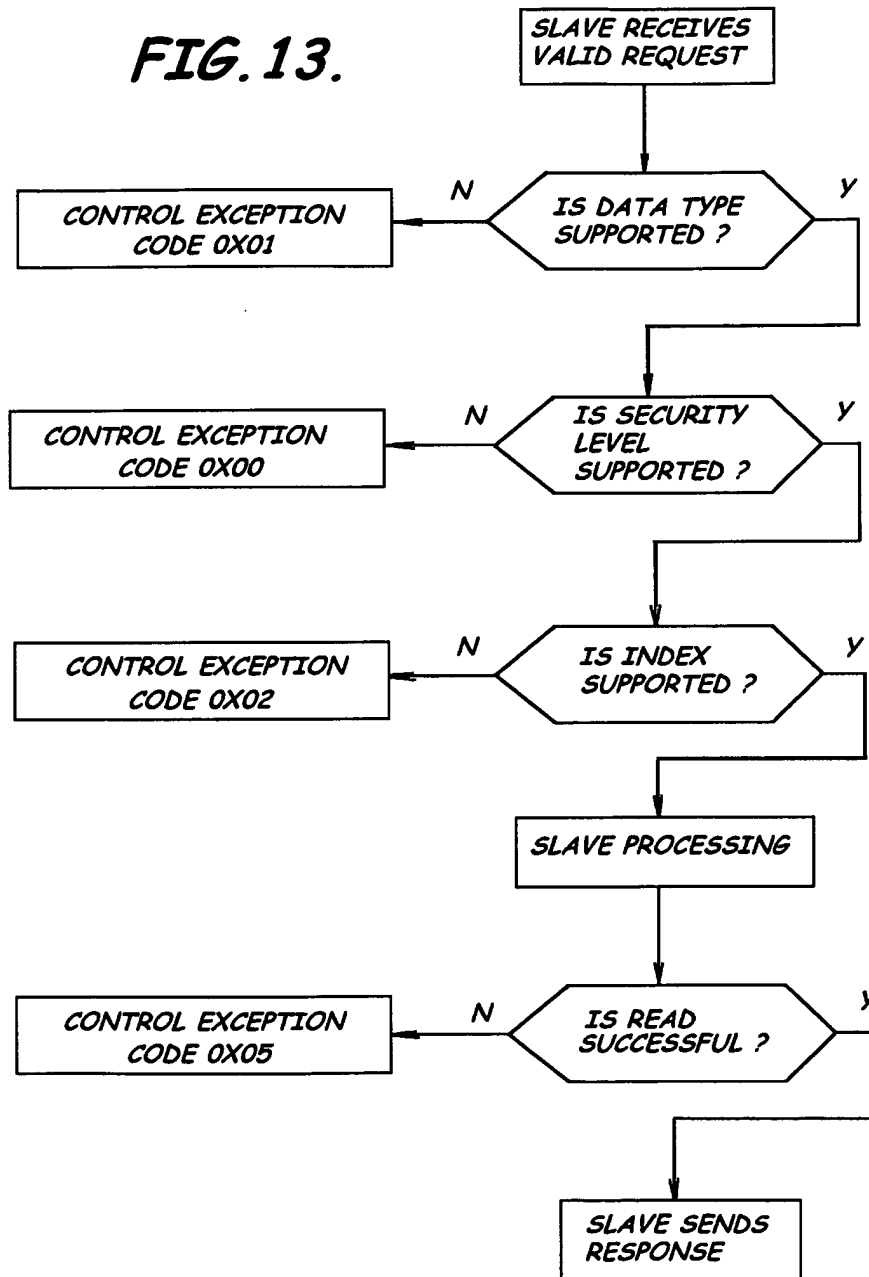 FIG. 13.
SLAVE RECEIVES
VALID REQUEST
N
IS DATA TYPE
SUPPORTED ?
Y
CONTROL EXCEPTION
CODE 0X01
N
IS SECURITY
LEVEL
SUPPORTED ?
Y
CONTROL EXCEPTION
CODE 0X00
N
IS INDEX
SUPPORTED ?
Y
CONTROL EXCEPTION
CODE 0X02
SLAVE PROCESSING
N
IS READ
SUCCESSFUL ?
Y
CONTROL EXCEPTION
CODE 0X05
SLAVE SENDS
RESPONSE